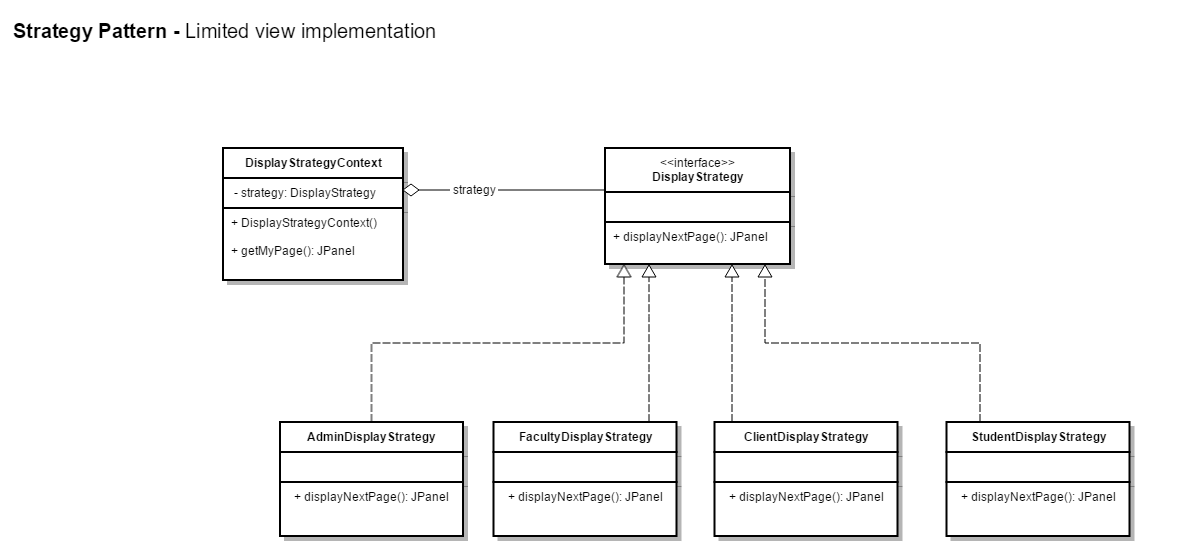 Strategy Pattern - Limited view implementation
DisplayStrategyContext
- strategy: DisplayStrategy
+ DisplayStrategyContext()
+ getMyPage(): JPanel
strategy
<<interface>>
DisplayStrategy
+ displayNextPage(): JPanel
AdminDisplayStrategy
+ displayNextPage(): JPanel
FacultyDisplayStrategy
+ displayNextPage(): JPanel
ClientDisplayStrategy
+ displayNextPage(): JPanel
StudentDisplayStrategy
+ displayNextPage(): JPanel